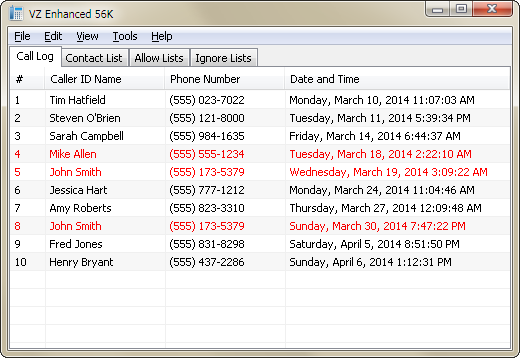 VZ Enhanced 56K
File Edit View Tools Help
Call Log Contact List Allow Lists Ignore Lists
# Caller ID Name Phone Number Date and Time
1 Tim Hatfield (555) 023-7022 Monday, March 10, 2014 11:07:03 AM
2 Steven O'Brien (555) 121-8000 Tuesday, March 11, 2014 5:39:34 PM
3 Sarah Campbell (555) 984-1635 Friday, March 14, 2014 6:44:37 AM
4 Mike Allen (555) 555-1234 Tuesday, March 18, 2014 2:22:10 AM
5 John Smith (555) 173-5379 Wednesday, March 19, 2014 3:09:22 AM
6 Jessica Hart (555) 777-1212 Monday, March 24, 2014 11:04:46 AM
7 Amy Roberts (555) 823-3310 Thursday, March 27, 2014 12:09:48 AM
8 John Smith (555) 173-5379 Sunday, March 30, 2014 7:47:22 PM
9 Fred Jones (555) 831-8298 Saturday, April 5, 2014 8:51:50 PM
10 Henry Bryant (555) 437-2286 Sunday, April 6, 2014 1:12:31 PM